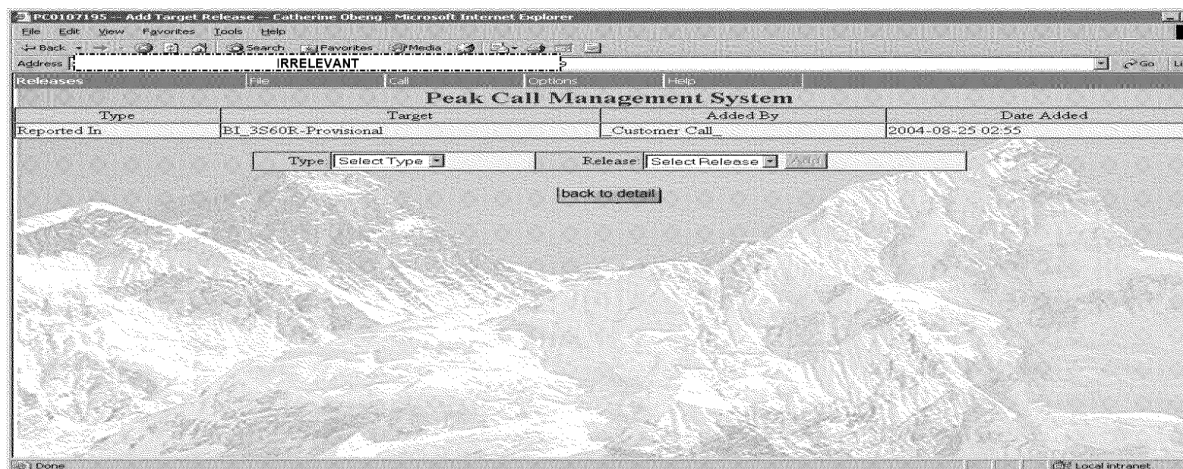 PC0107195 -- Add Target Release -- Catherine Obeng - Microsoft Internet Explorer
File Edit View Favorites Tools Help
Back Search Favorites Media
Address IRRELEVANT Go
Releases File Call Options Help
Peak Call Management System
Type Target Added By Date Added
Reported In BI_3S60R-Provisional _Customer Call_ 2004-08-25 02:55
Type: Select Type Release: Select Release Add
back to detail
Done Local intranet